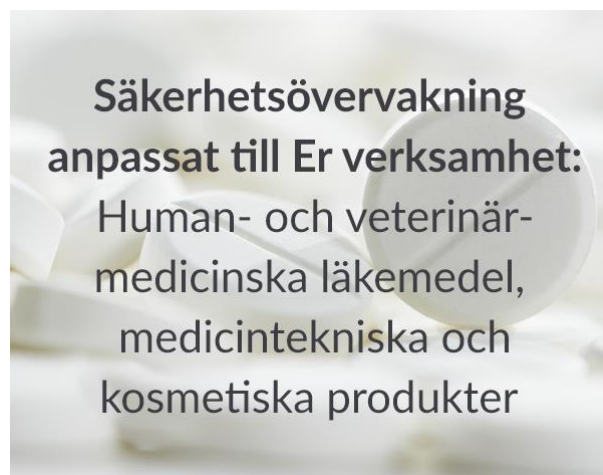 Säkerhetsövervakning
anpassat till Er verksamhet:
Human- och veterinär-
medicinska läkemedel,
medicintekniska och
kosmetiska produkter